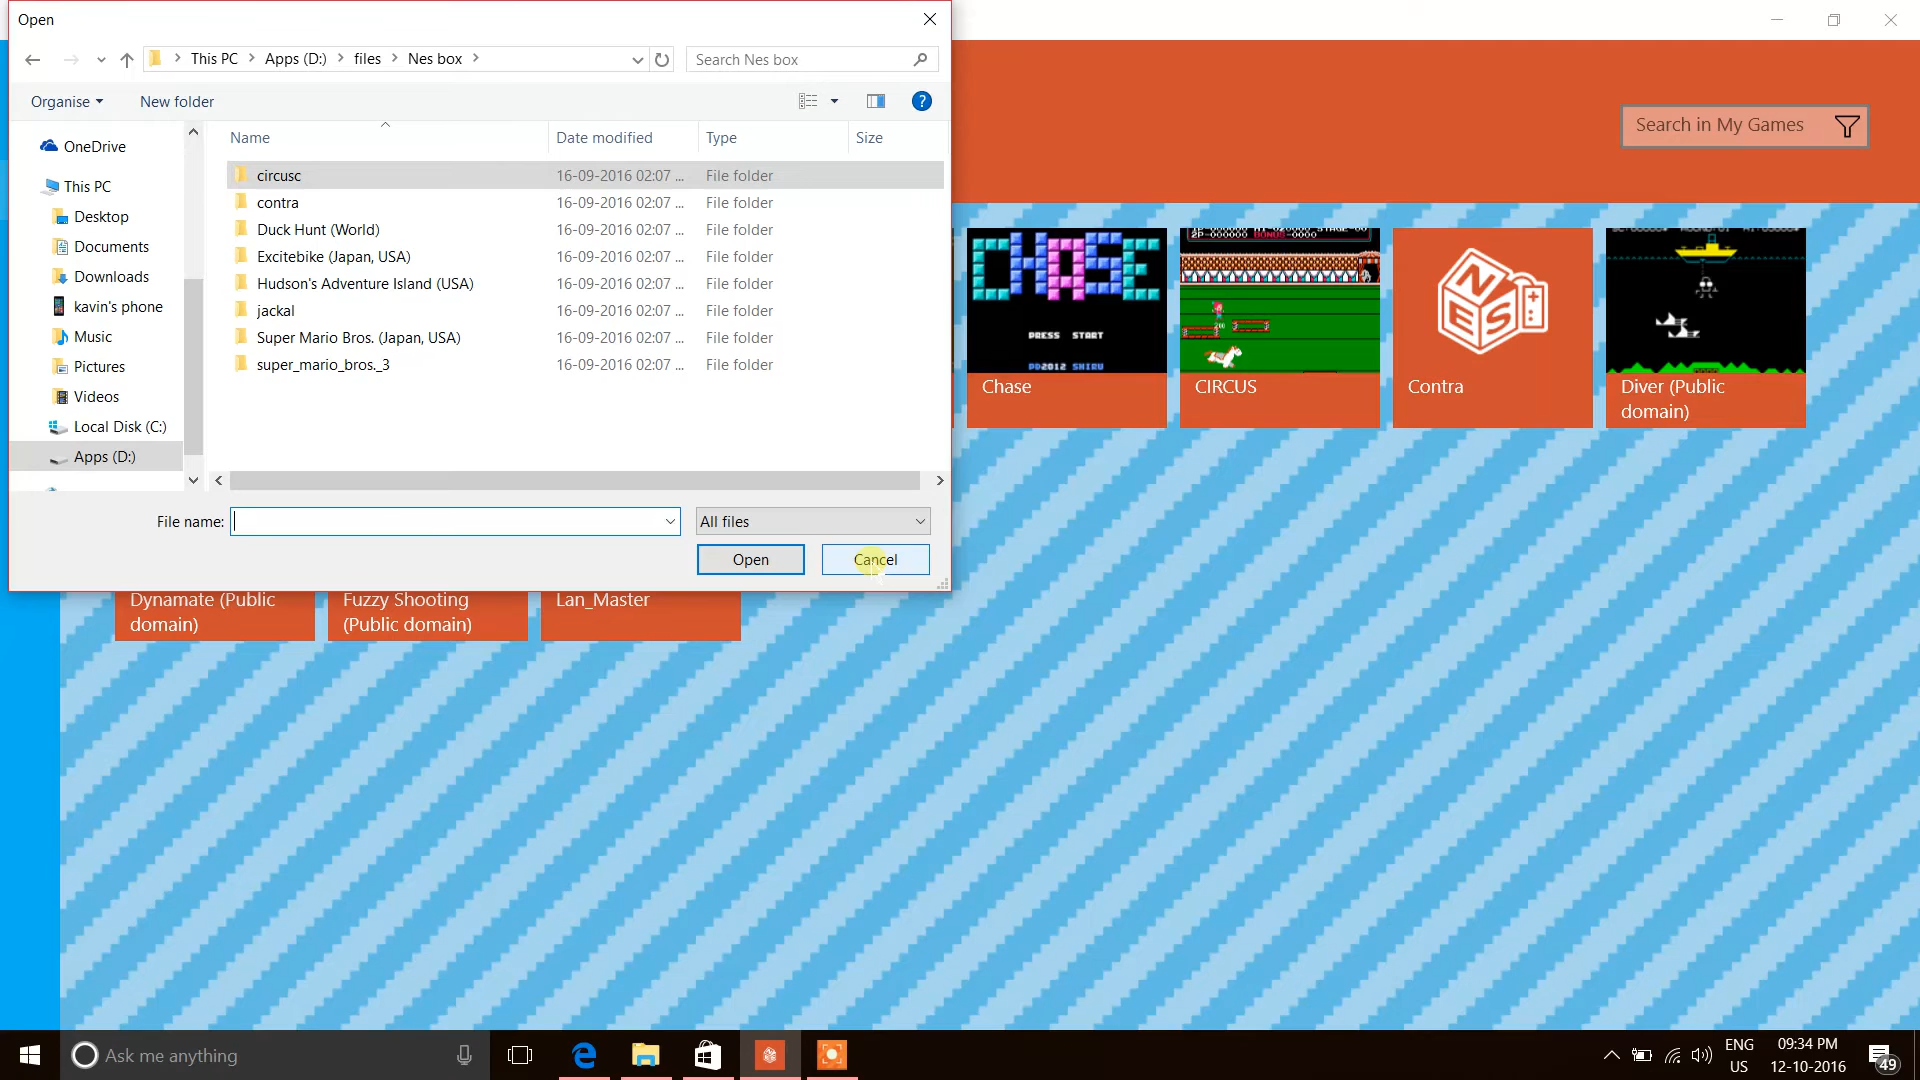 Open
This PC > Apps (D:) > files > Nes box >
Search Nes box
Organise
New folder
?
Name
Date modified
Type
Size
OneDrive
This PC
Desktop
Documents
Downloads
kavin's phone
Music
Pictures
Videos
Local Disk (C:)
Apps (D:)
circusc 16-09-2016 02:07 ... File folder
contra 16-09-2016 02:07 ... File folder
Duck Hunt (World) 16-09-2016 02:07 ... File folder
Excitebike (Japan, USA) 16-09-2016 02:07 ... File folder
Hudson's Adventure Island (USA) 16-09-2016 02:07 ... File folder
jackal 16-09-2016 02:07 ... File folder
Super Mario Bros. (Japan, USA) 16-09-2016 02:07 ... File folder
super_mario_bros._3 16-09-2016 02:07 ... File folder
File name:
All files
Open
Cancel
Search in My Games
CHASE
PRESS START
PD2012 SHIRU
Chase
CIRCUS
NES
Contra
Diver (Public
domain)
Dynamate (Public
domain)
Fuzzy Shooting
(Public domain)
Lan_Master
Ask me anything
ENG
US
09:34 PM
12-10-2016
49